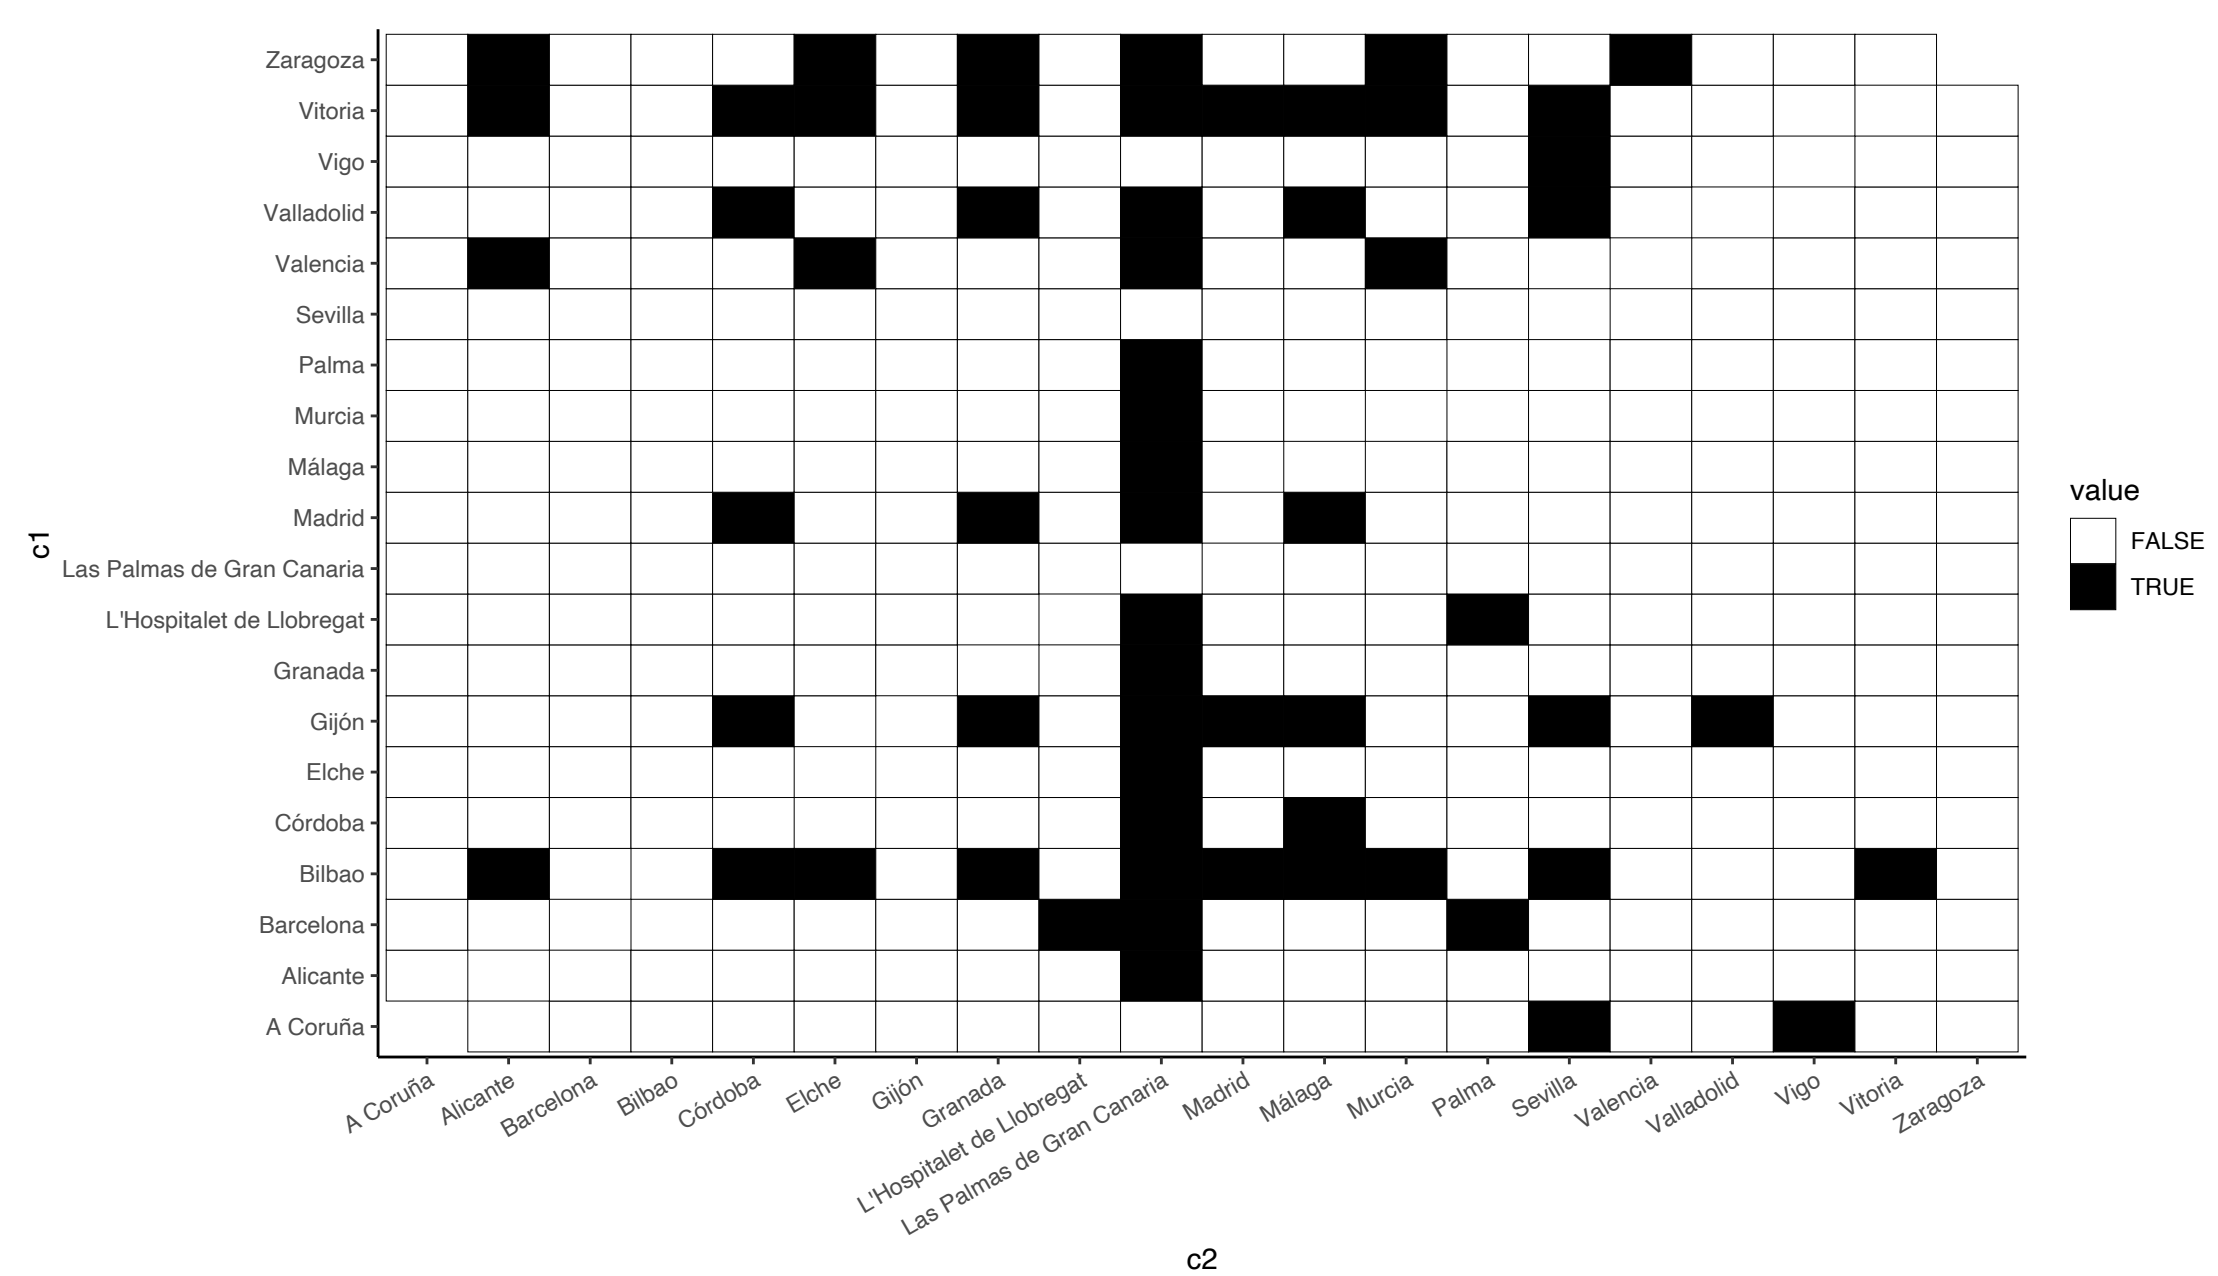 Zaragoza
Vitoria
Vigo
Valladolid
Valencia
Sevilla
Palma
Murcia
Málaga
Madrid
Las Palmas de Gran Canaria
L'Hospitalet de Llobregat
Granada
Gijón
Elche
Córdoba
Bilbao
Barcelona
Alicante
A Coruña
c1
A Coruña
Alicante
Barcelona
Bilbao
Córdoba
Elche
Gijón
Granada
L'Hospitalet de Llobregat
Las Palmas de Gran Canaria
Madrid
Málaga
Murcia
Palma
Sevilla
Valencia
Valladolid
Vigo
Vitoria
Zaragoza
c2
value
FALSE
TRUE